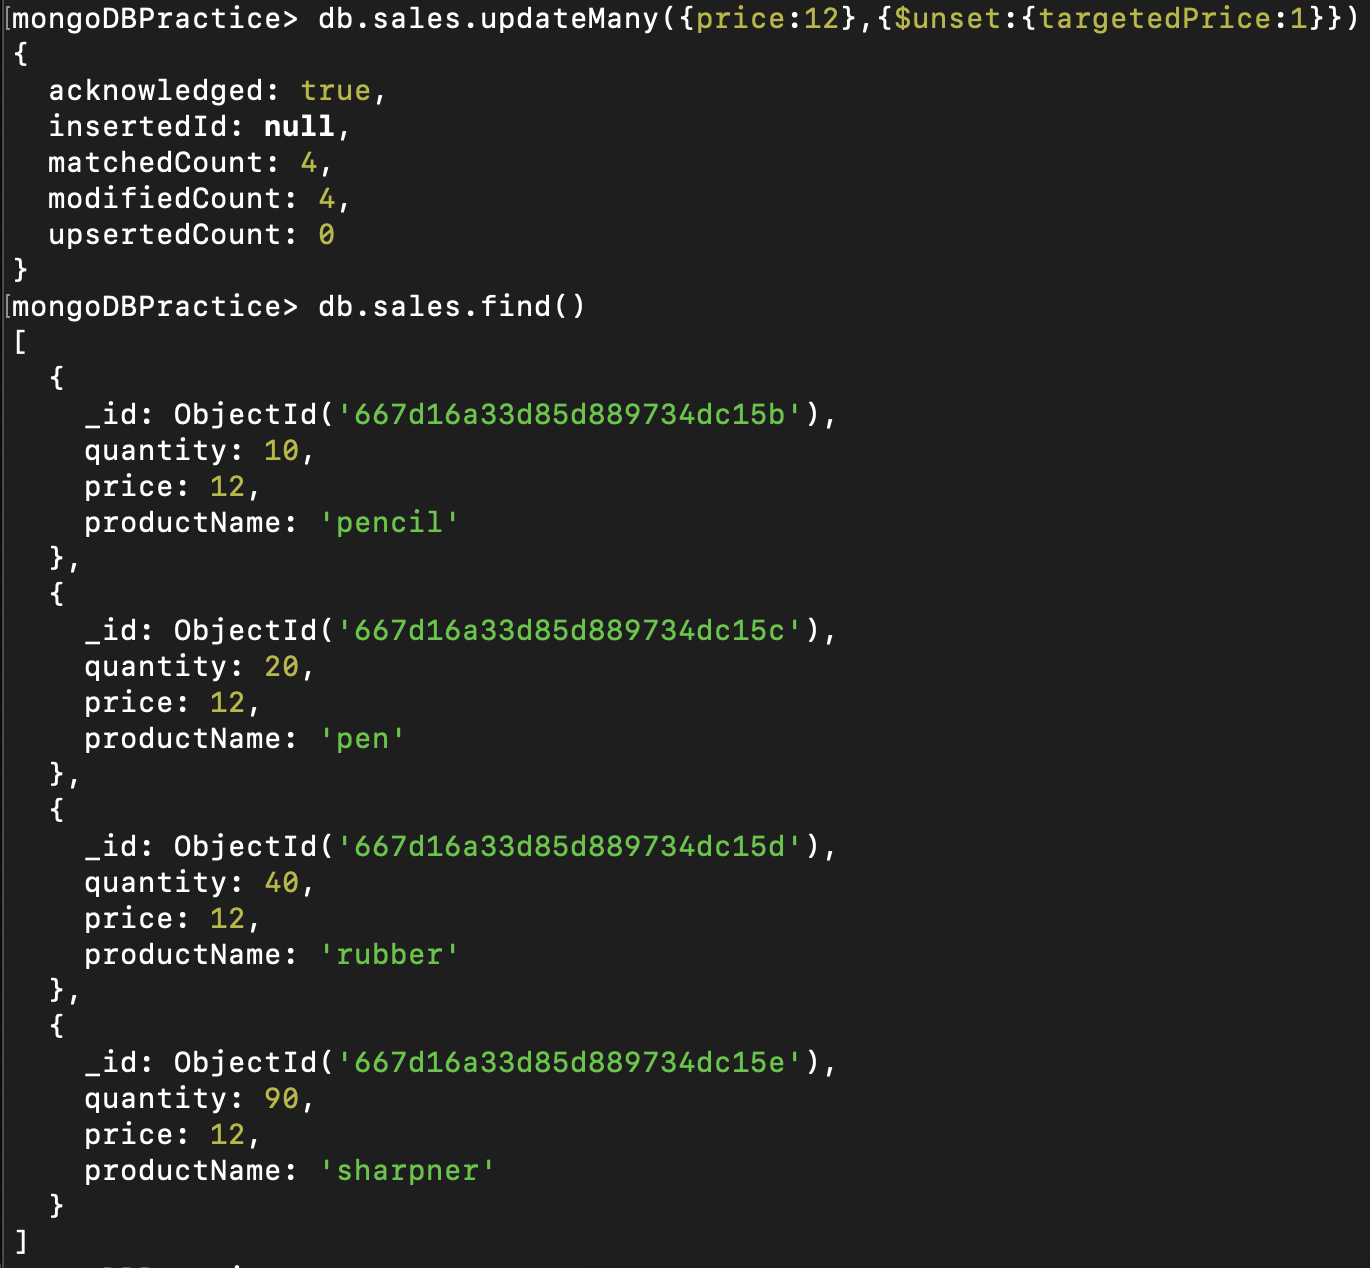 mongoDBPractice> db.sales.updateMany({price:12},{$unset:{targetedPrice:1}})
{
  acknowledged: true,
  insertedId: null,
  matchedCount: 4,
  modifiedCount: 4,
  upsertedCount: 0
}
mongoDBPractice> db.sales.find()
[
  {
    _id: ObjectId('667d16a33d85d889734dc15b'),
    quantity: 10,
    price: 12,
    productName: 'pencil'
  },
  {
    _id: ObjectId('667d16a33d85d889734dc15c'),
    quantity: 20,
    price: 12,
    productName: 'pen'
  },
  {
    _id: ObjectId('667d16a33d85d889734dc15d'),
    quantity: 40,
    price: 12,
    productName: 'rubber'
  },
  {
    _id: ObjectId('667d16a33d85d889734dc15e'),
    quantity: 90,
    price: 12,
    productName: 'sharpner'
  }
]